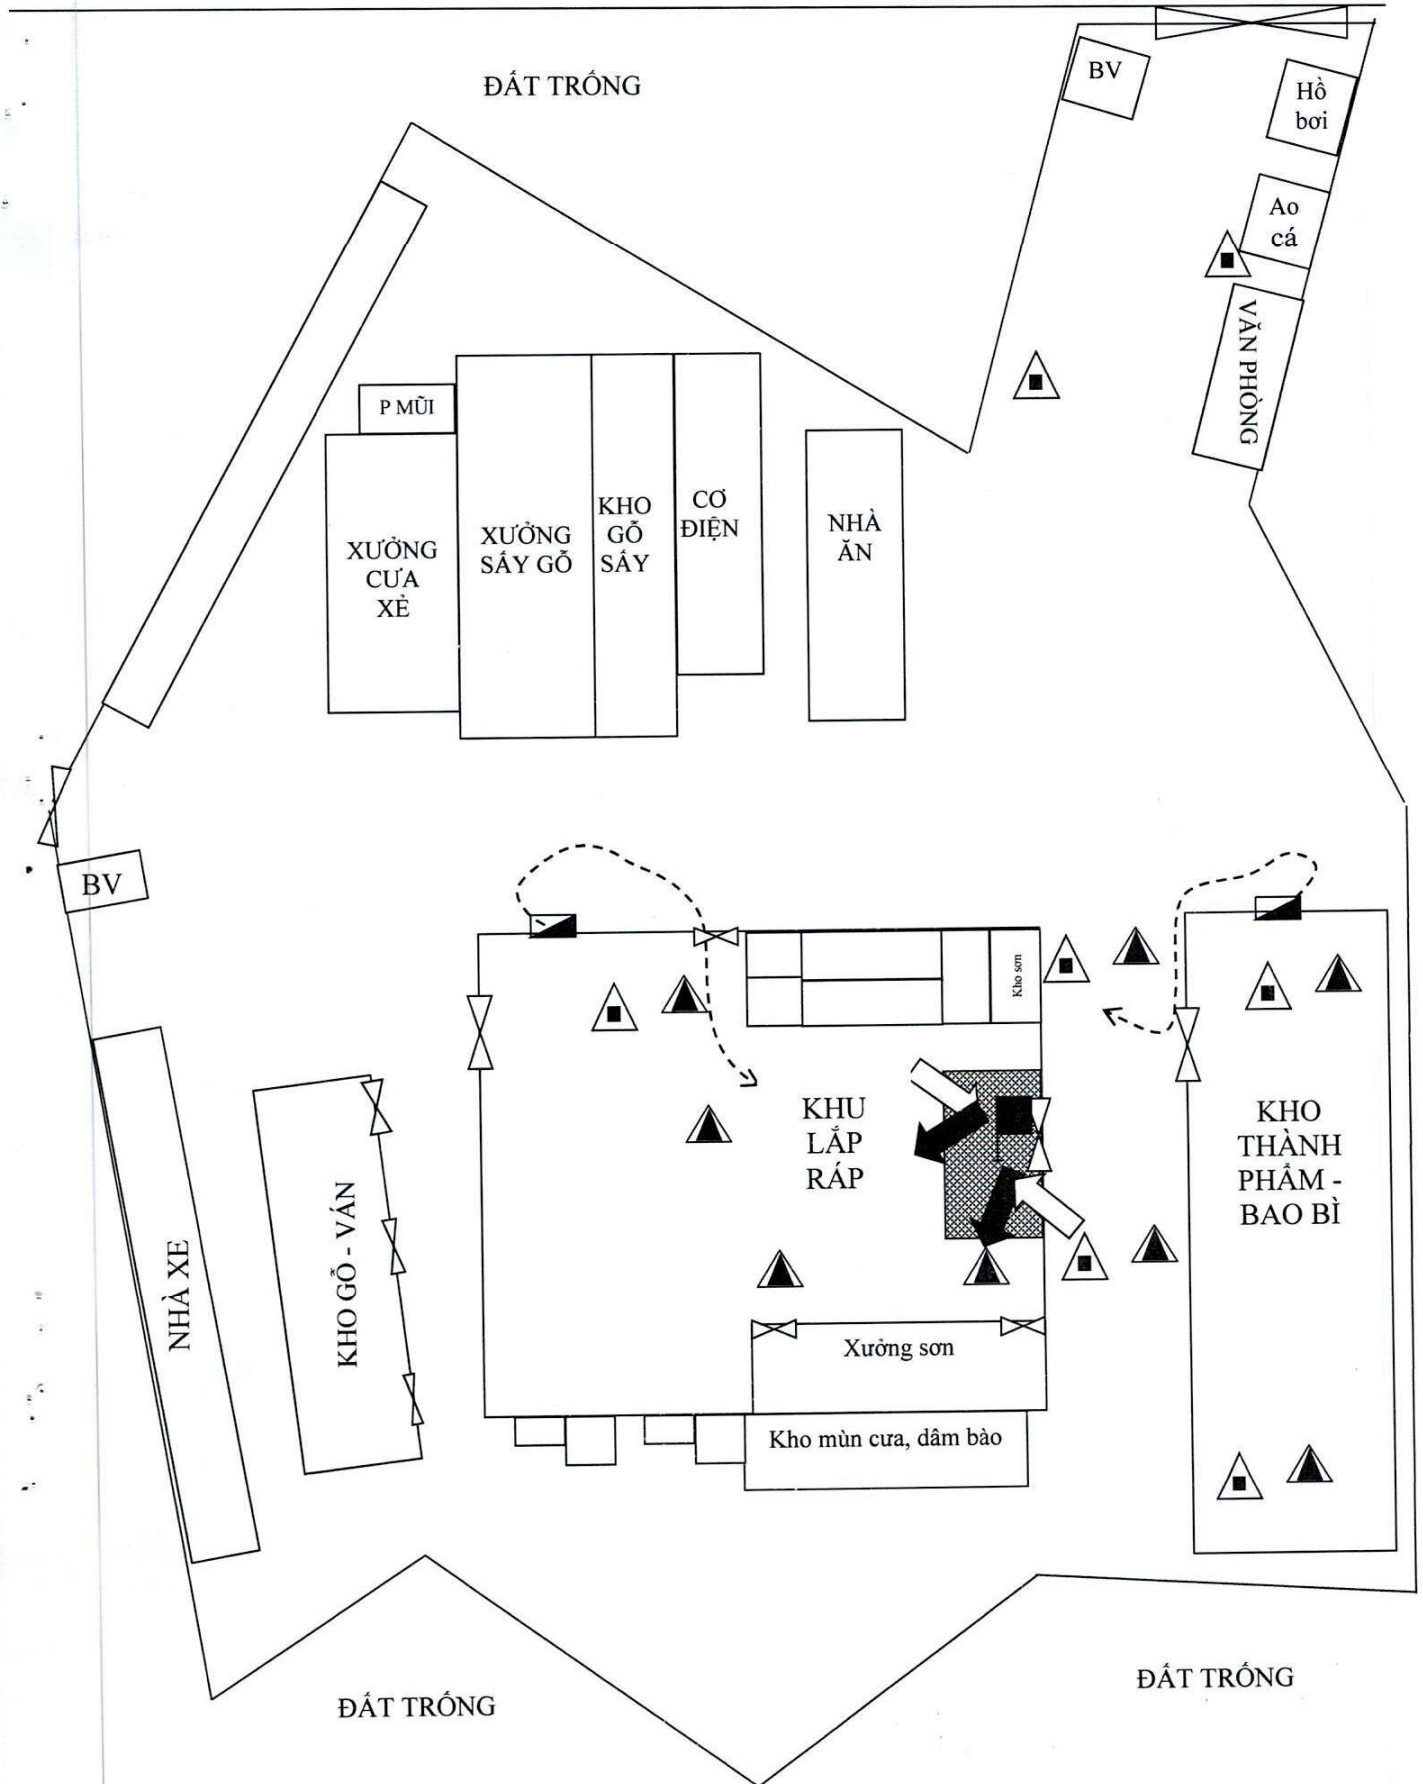 ĐẤT TRỐNG
BV
Hồ
bơi
Ao
cá
VĂN PHÒNG
P MŨI
XƯỞNG
CƯA
XẺ
XƯỞNG
SẤY GỖ
KHO
GỖ
SẤY
CƠ
ĐIỆN
NHÀ
ĂN
BV
Kho sơn
KHU
LẮP
RÁP
KHO
THÀNH
PHẨM -
BAO BÌ
NHÀ XE
KHO GỖ - VÁN
Xưởng sơn
Kho mùn cưa, dâm bào
ĐẤT TRỐNG
ĐẤT TRỐNG